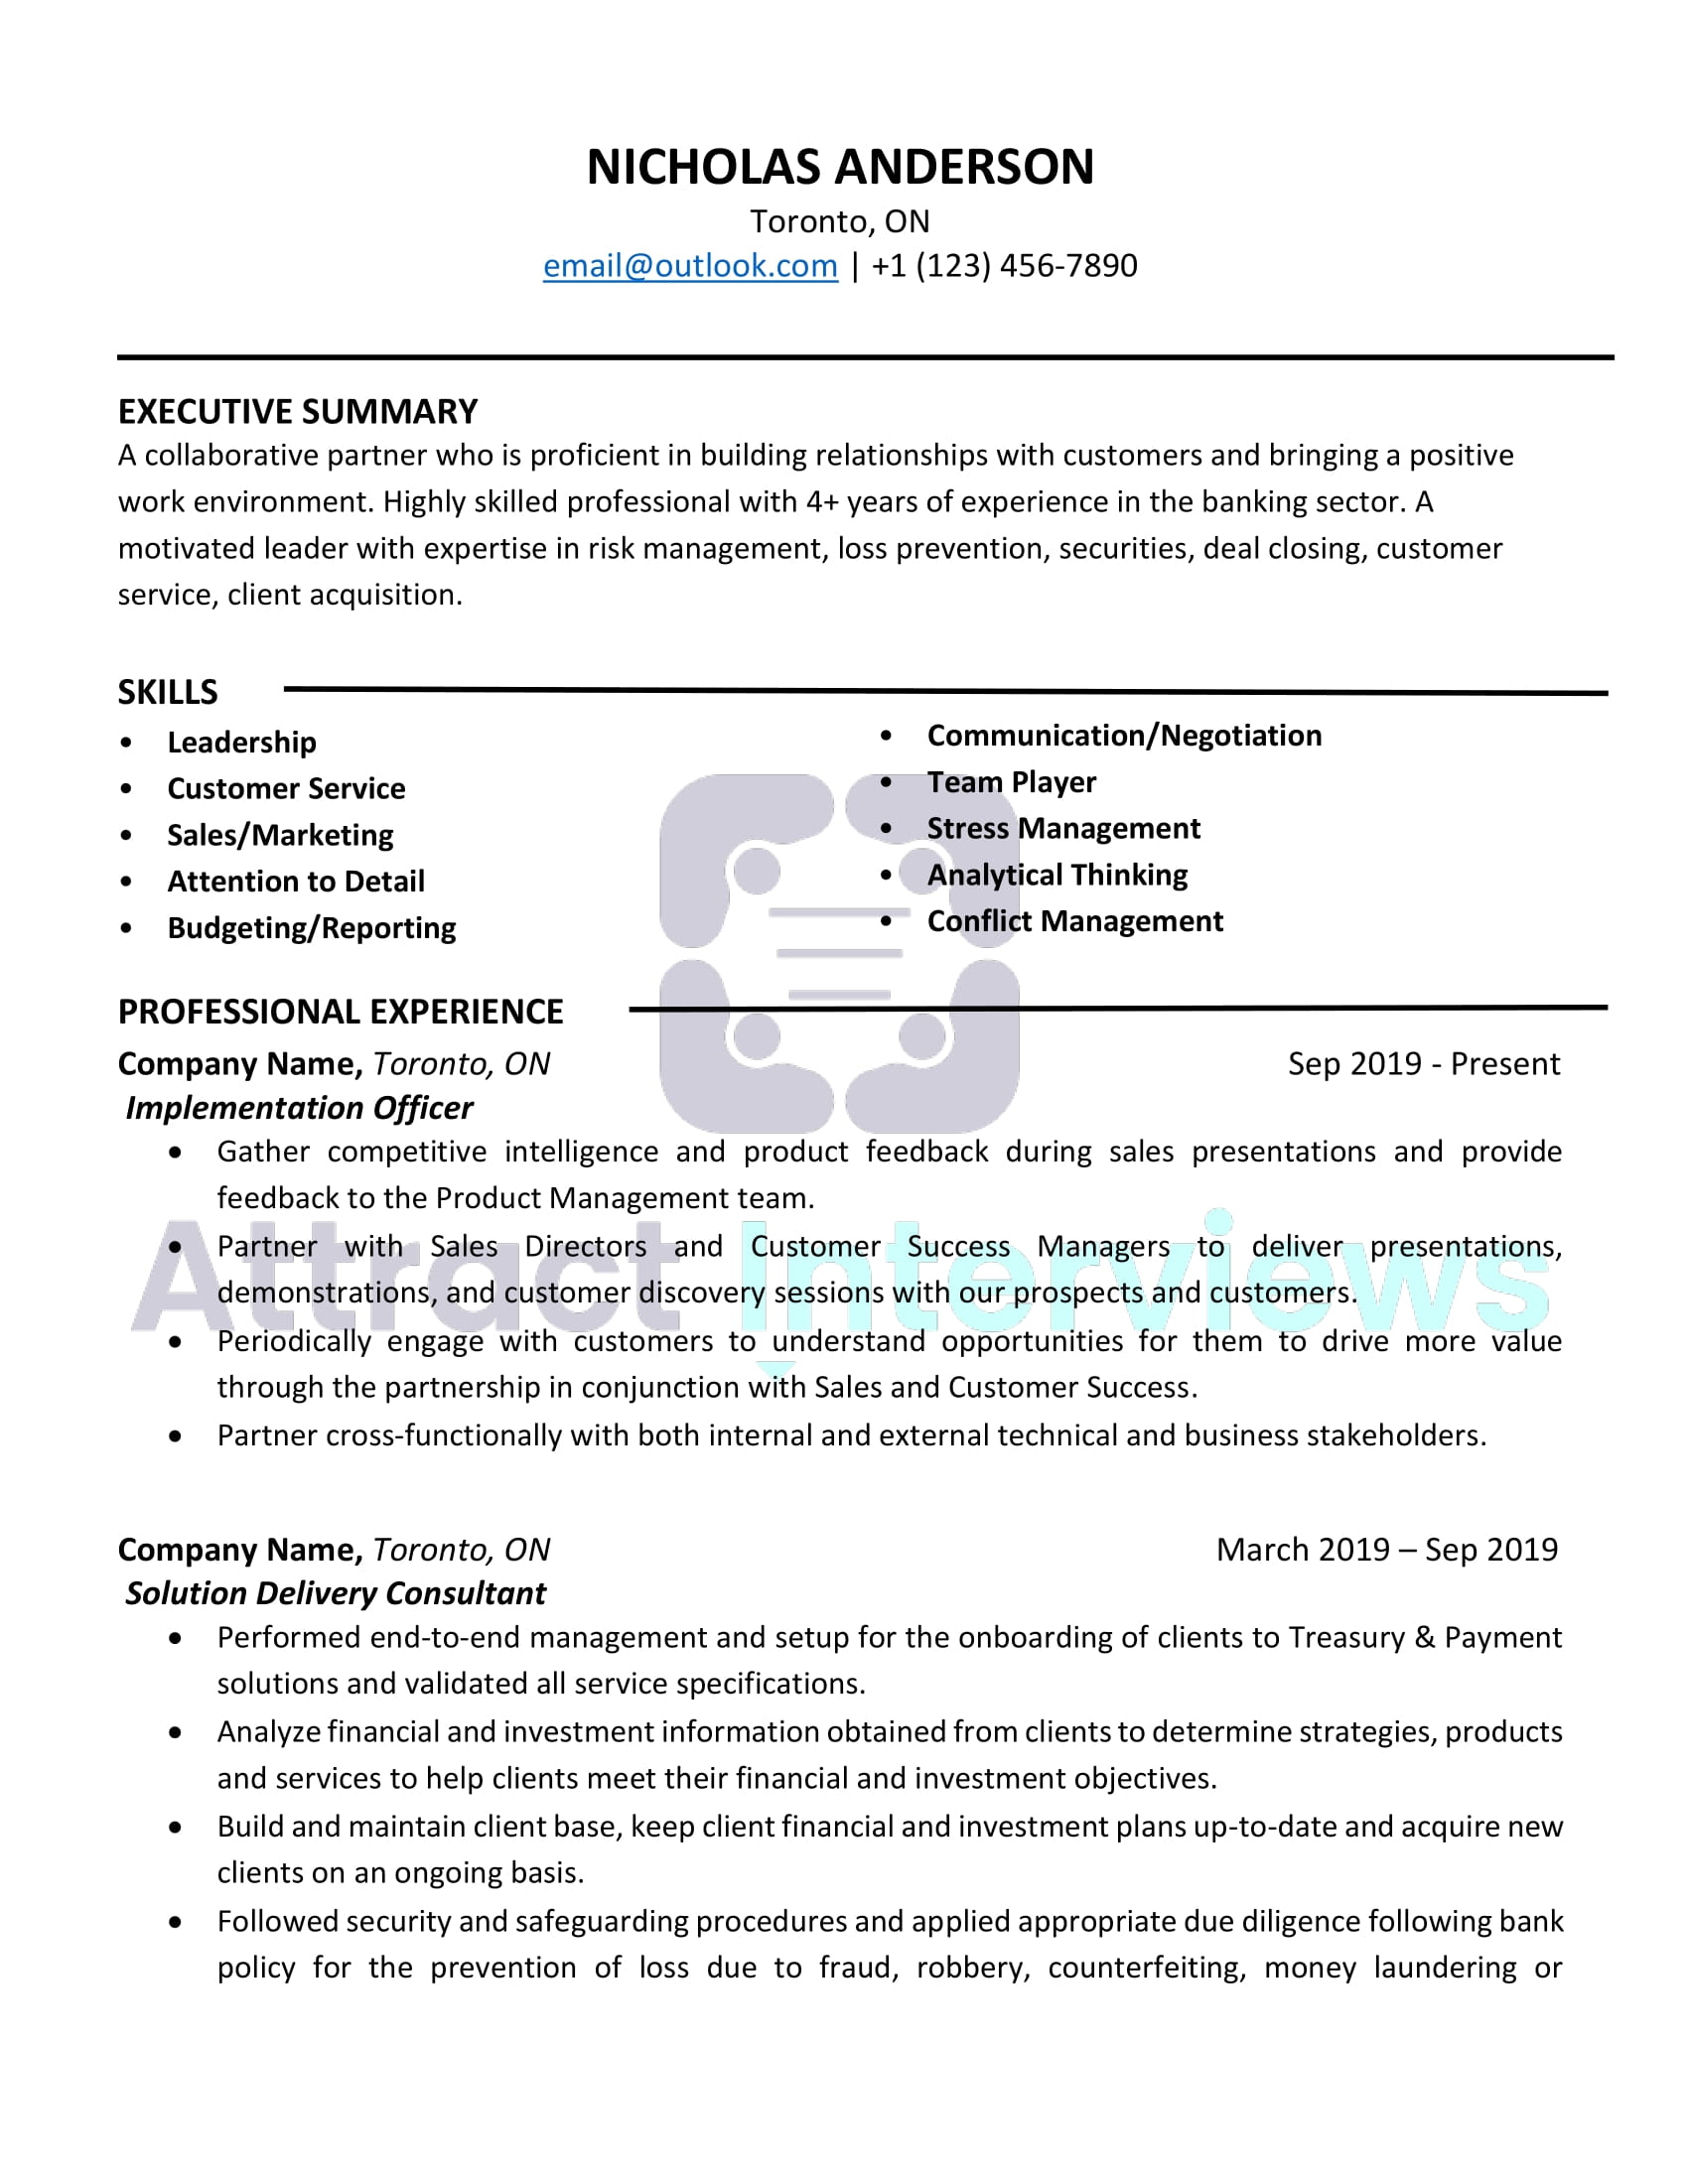 NICHOLAS ANDERSON
Toronto, ON
email@outlook.com | +1 (123) 456-7890
EXECUTIVE SUMMARY
A collaborative partner who is proficient in building relationships with customers and bringing a positive
work environment. Highly skilled professional with 4+ years of experience in the banking sector. A
motivated leader with expertise in risk management, loss prevention, securities, deal closing, customer
service, client acquisition.
SKILLS
• Leadership
• Customer Service
• Sales/Marketing
• Attention to Detail
• Budgeting/Reporting
• Communication/Negotiation
• Team Player
• Stress Management
• Analytical Thinking
• Conflict Management
PROFESSIONAL EXPERIENCE
Company Name, Toronto, ON Sep 2019 - Present
Implementation Officer
• Gather competitive intelligence and product feedback during sales presentations and provide
feedback to the Product Management team.
• Partner with Sales Directors and Customer Success Managers to deliver presentations,
demonstrations, and customer discovery sessions with our prospects and customers.
• Periodically engage with customers to understand opportunities for them to drive more value
through the partnership in conjunction with Sales and Customer Success.
• Partner cross-functionally with both internal and external technical and business stakeholders.
Attract Interviews
Company Name, Toronto, ON March 2019 – Sep 2019
Solution Delivery Consultant
• Performed end-to-end management and setup for the onboarding of clients to Treasury & Payment
solutions and validated all service specifications.
• Analyze financial and investment information obtained from clients to determine strategies, products
and services to help clients meet their financial and investment objectives.
• Build and maintain client base, keep client financial and investment plans up-to-date and acquire new
clients on an ongoing basis.
• Followed security and safeguarding procedures and applied appropriate due diligence following bank
policy for the prevention of loss due to fraud, robbery, counterfeiting, money laundering or